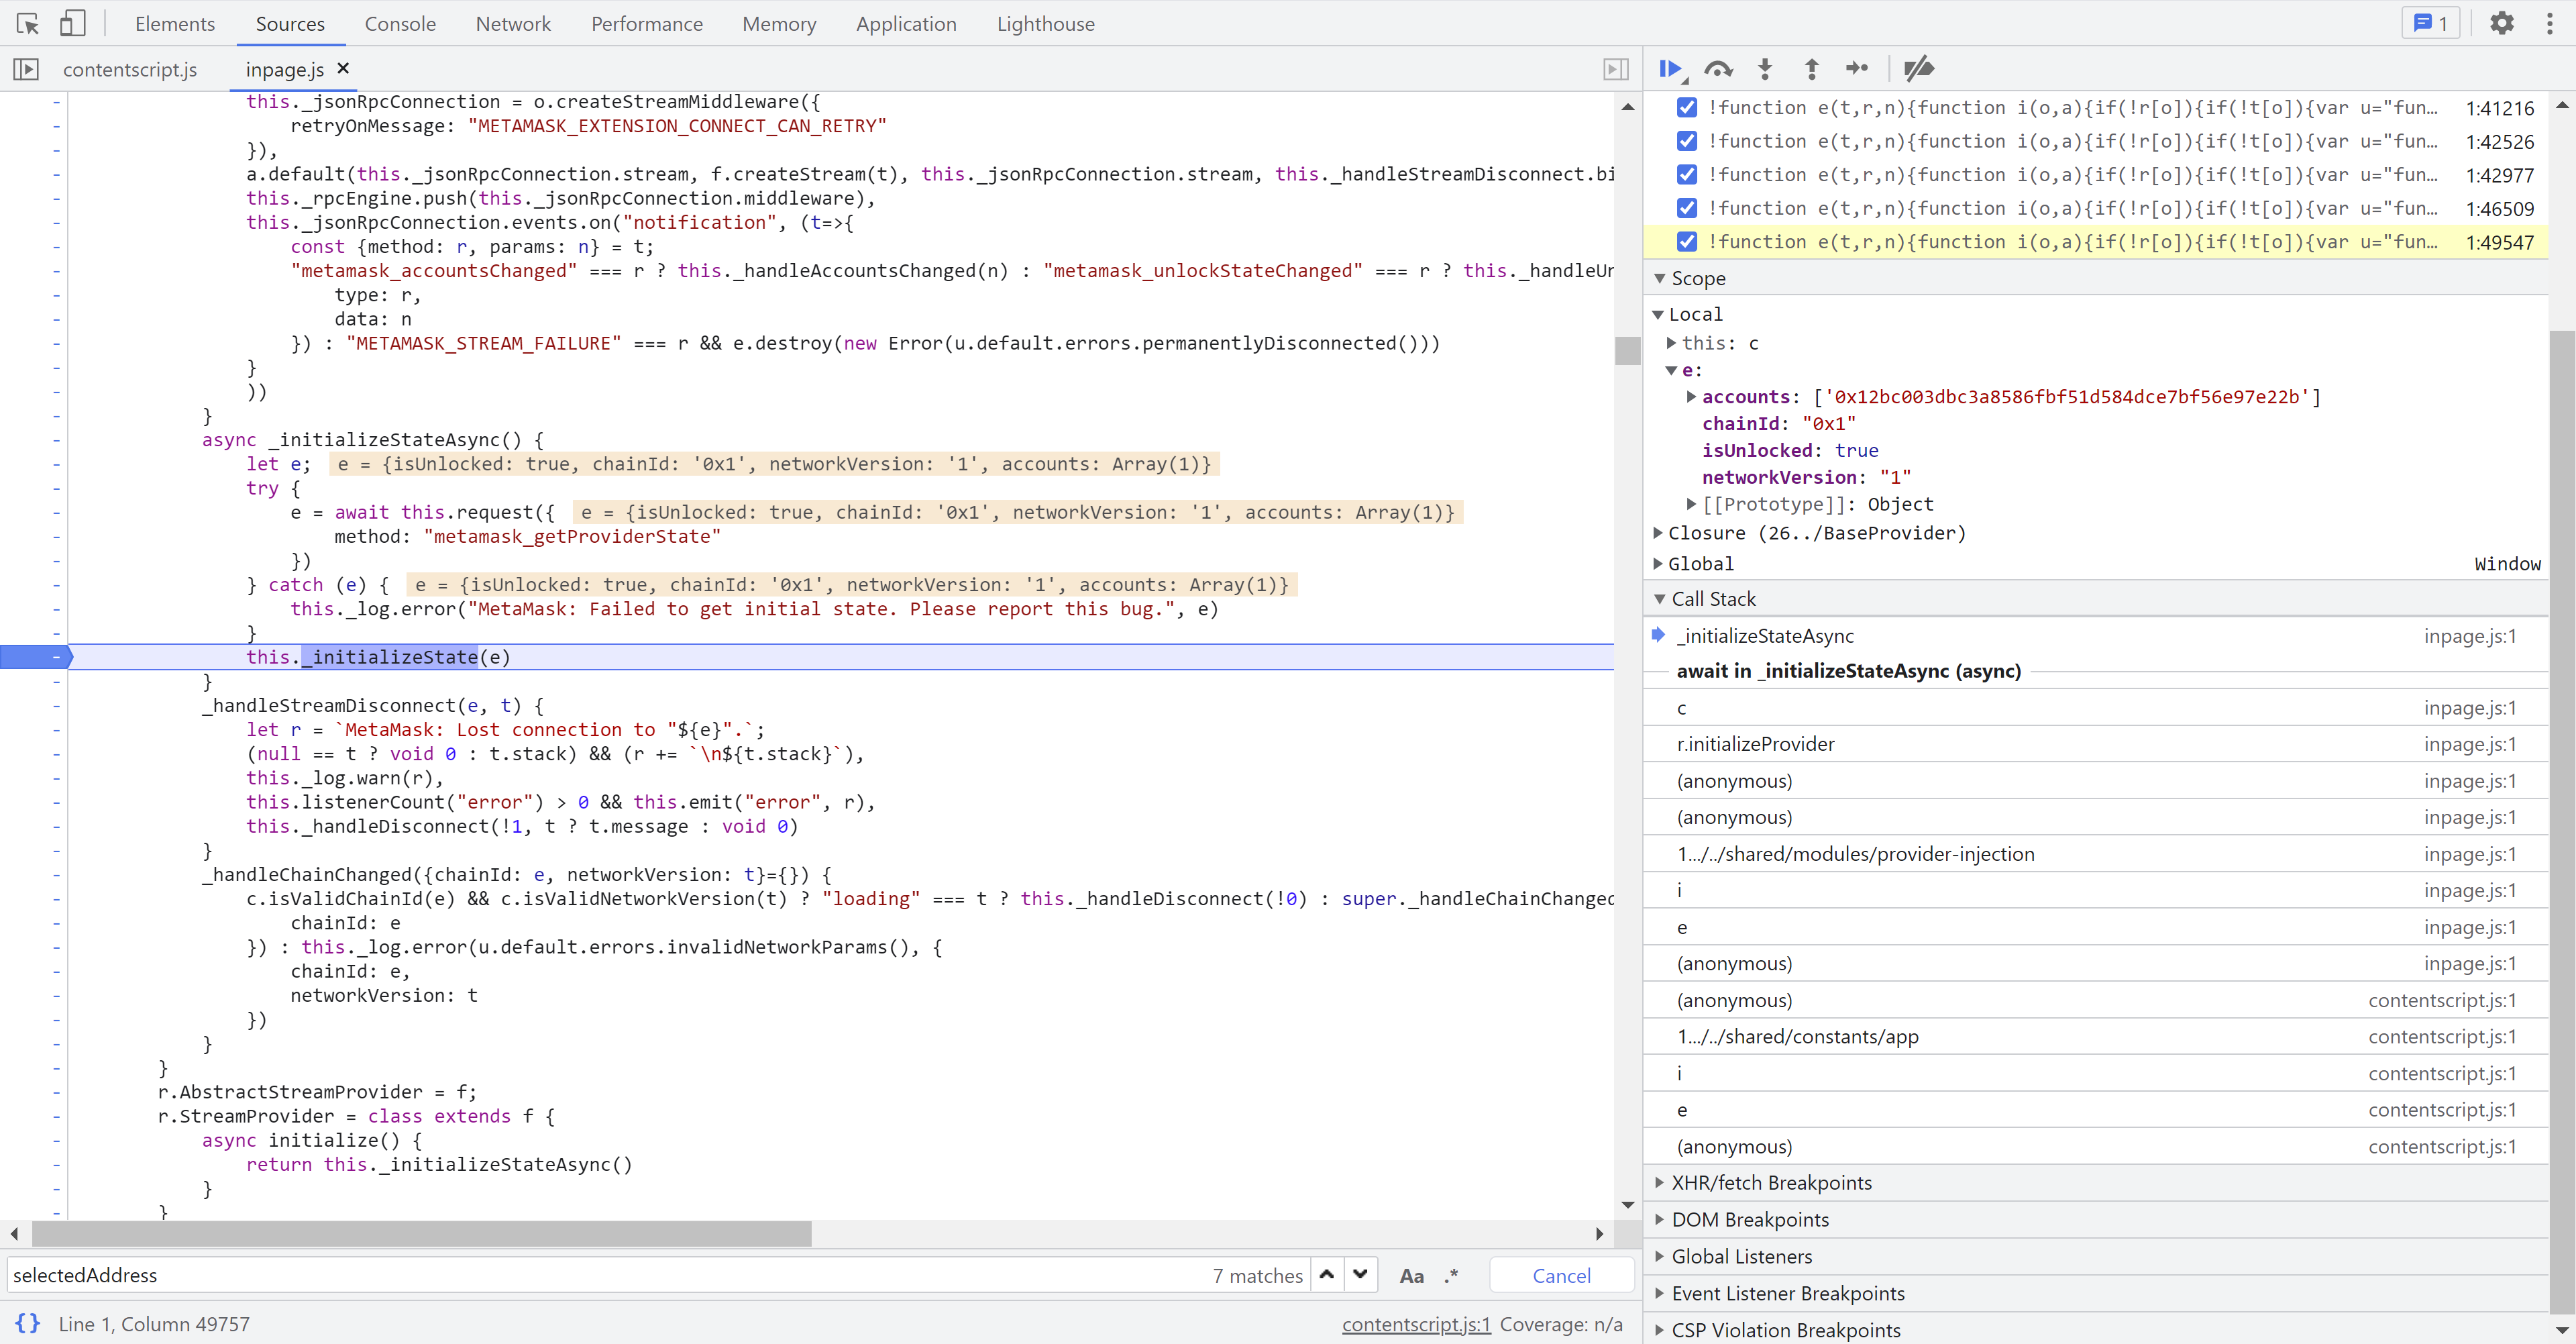 Elements Sources Console Network Performance Memory Application Lighthouse 1
contentscript.js inpage.js ×
this._jsonRpcConnection = o.createStreamMiddleware({
retryOnMessage: "METAMASK_EXTENSION_CONNECT_CAN_RETRY"
}),
a.default(this._jsonRpcConnection.stream, f.createStream(t), this._jsonRpcConnection.stream, this._handleStreamDisconnect.bi
this._rpcEngine.push(this._jsonRpcConnection.middleware),
this._jsonRpcConnection.events.on("notification", (t=>{
const {method: r, params: n} = t;
"metamask_accountsChanged" === r ? this._handleAccountsChanged(n) : "metamask_unlockStateChanged" === r ? this._handleUn
type: r,
data: n
}) : "METAMASK_STREAM_FAILURE" === r && e.destroy(new Error(u.default.errors.permanentlyDisconnected()))
}
))
}
async _initializeStateAsync() {
let e; e = {isUnlocked: true, chainId: '0x1', networkVersion: '1', accounts: Array(1)}
try {
e = await this.request({ e = {isUnlocked: true, chainId: '0x1', networkVersion: '1', accounts: Array(1)}
method: "metamask_getProviderState"
})
} catch (e) { e = {isUnlocked: true, chainId: '0x1', networkVersion: '1', accounts: Array(1)}
this._log.error("MetaMask: Failed to get initial state. Please report this bug.", e)
}
this._initializeState(e)
}
_handleStreamDisconnect(e, t) {
let r = `MetaMask: Lost connection to "${e}".`;
(null == t ? void 0 : t.stack) && (r += `\n${t.stack}`),
this._log.warn(r),
this.listenerCount("error") > 0 && this.emit("error", r),
this._handleDisconnect(!1, t ? t.message : void 0)
}
_handleChainChanged({chainId: e, networkVersion: t}={}) {
c.isValidChainId(e) && c.isValidNetworkVersion(t) ? "loading" === t ? this._handleDisconnect(!0) : super._handleChainChanged
chainId: e
}) : this._log.error(u.default.errors.invalidNetworkParams(), {
chainId: e,
networkVersion: t
})
}
}
r.AbstractStreamProvider = f;
r.StreamProvider = class extends f {
async initialize() {
return this._initializeStateAsync()
}
}
selectedAddress 7 matches Aa .* Cancel
{} Line 1, Column 49757 contentscript.js:1 Coverage: n/a
!function e(t,r,n){function i(o,a){if(!r[o]){if(!t[o]){var u="fun… 1:41216
!function e(t,r,n){function i(o,a){if(!r[o]){if(!t[o]){var u="fun… 1:42526
!function e(t,r,n){function i(o,a){if(!r[o]){if(!t[o]){var u="fun… 1:42977
!function e(t,r,n){function i(o,a){if(!r[o]){if(!t[o]){var u="fun… 1:46509
!function e(t,r,n){function i(o,a){if(!r[o]){if(!t[o]){var u="fun… 1:49547
Scope
Local
this: c
e:
accounts: ['0x12bc003dbc3a8586fbf51d584dce7bf56e97e22b']
chainId: "0x1"
isUnlocked: true
networkVersion: "1"
[[Prototype]]: Object
Closure (26../BaseProvider)
Global Window
Call Stack
_initializeStateAsync inpage.js:1
await in _initializeStateAsync (async)
c inpage.js:1
r.initializeProvider inpage.js:1
(anonymous) inpage.js:1
(anonymous) inpage.js:1
1.../../shared/modules/provider-injection inpage.js:1
i inpage.js:1
e inpage.js:1
(anonymous) inpage.js:1
(anonymous) contentscript.js:1
1.../../shared/constants/app contentscript.js:1
i contentscript.js:1
e contentscript.js:1
(anonymous) contentscript.js:1
XHR/fetch Breakpoints
DOM Breakpoints
Global Listeners
Event Listener Breakpoints
CSP Violation Breakpoints